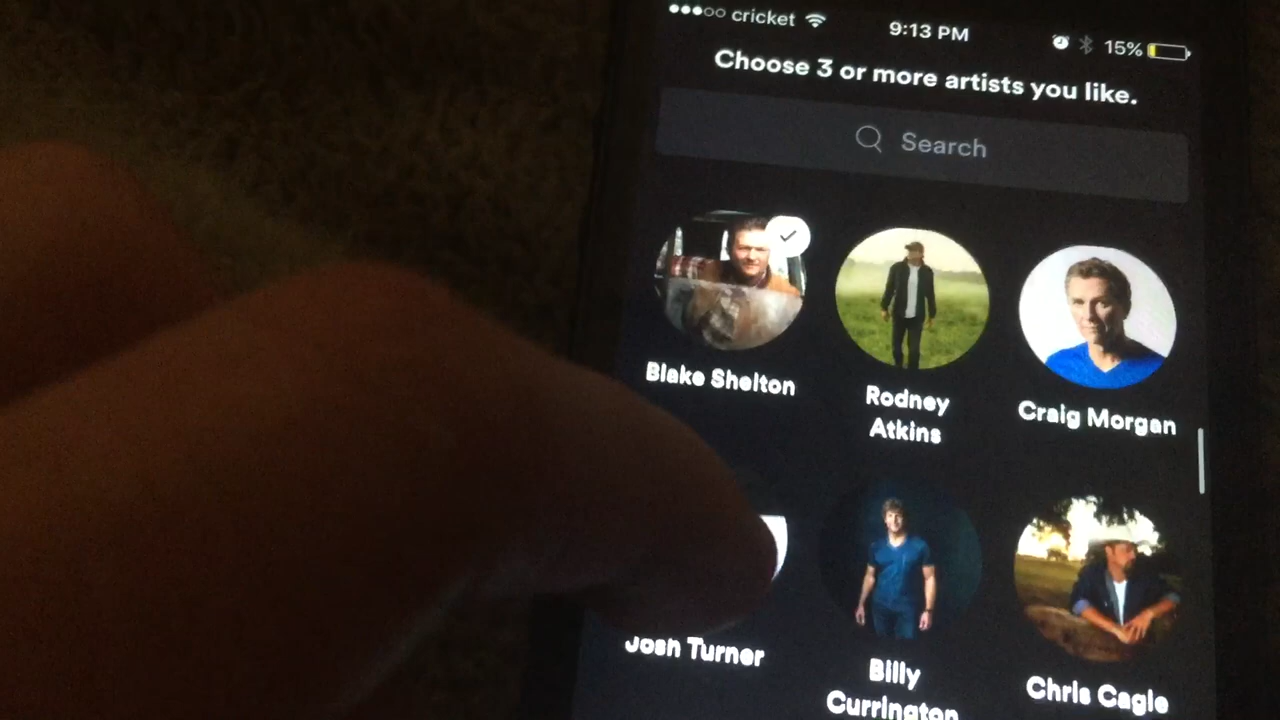 cricket 9:13 PM 15%
Choose 3 or more artists you like.
Search
Blake Shelton
Rodney
Atkins
Craig Morgan
Josh Turner
Billy
Currington
Chris Cagle